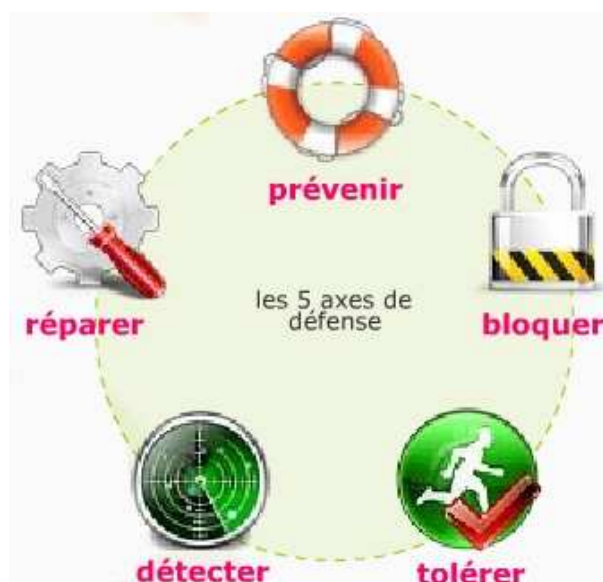 prévenir
les 5 axes de
défense
réparer
bloquer
détecter
tolérer